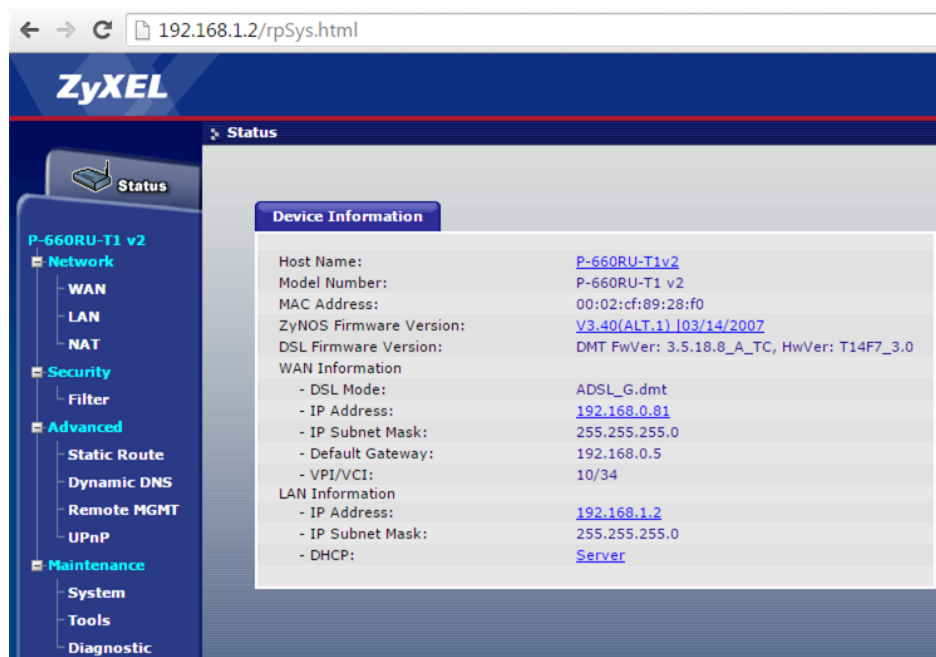 192.168.1.2/rpSys.html
ZyXEL
Status
Status
P-660RU-T1 v2
Network
WAN
LAN
NAT
Security
Filter
Advanced
Static Route
Dynamic DNS
Remote MGMT
UPnP
Maintenance
System
Tools
Diagnostic
Device Information
Host Name: P-660RU-T1v2
Model Number: P-660RU-T1 v2
MAC Address: 00:02:cf:89:28:f0
ZyNOS Firmware Version: V3.40(ALT.1) |03/14/2007
DSL Firmware Version: DMT FwVer: 3.5.18.8_A_TC, HwVer: T14F7_3.0
WAN Information
- DSL Mode: ADSL_G.dmt
- IP Address: 192.168.0.81
- IP Subnet Mask: 255.255.255.0
- Default Gateway: 192.168.0.5
- VPI/VCI: 10/34
LAN Information
- IP Address: 192.168.1.2
- IP Subnet Mask: 255.255.255.0
- DHCP: Server